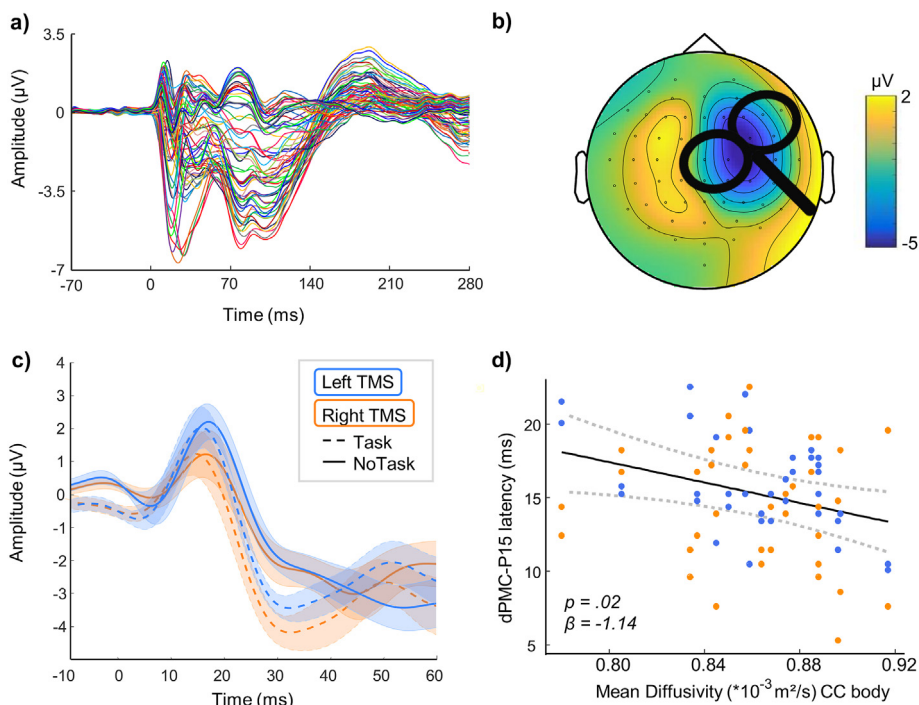 a)
3.5
0
-3.5
-7
-70
0
70
140
210
280
Amplitude (µV)
Time (ms)
b)
µV
2
-5
c)
4
3
2
1
0
-1
-2
-3
-4
-10
0
10
20
30
40
50
60
Amplitude (µV)
Time (ms)
Left TMS
Right TMS
Task
NoTask
d)
20
15
10
5
0.80
0.84
0.88
0.92
dPMC-P15 latency (ms)
p = .02
β = -1.14
Mean Diffusivity (*10⁻³ m²/s) CC body